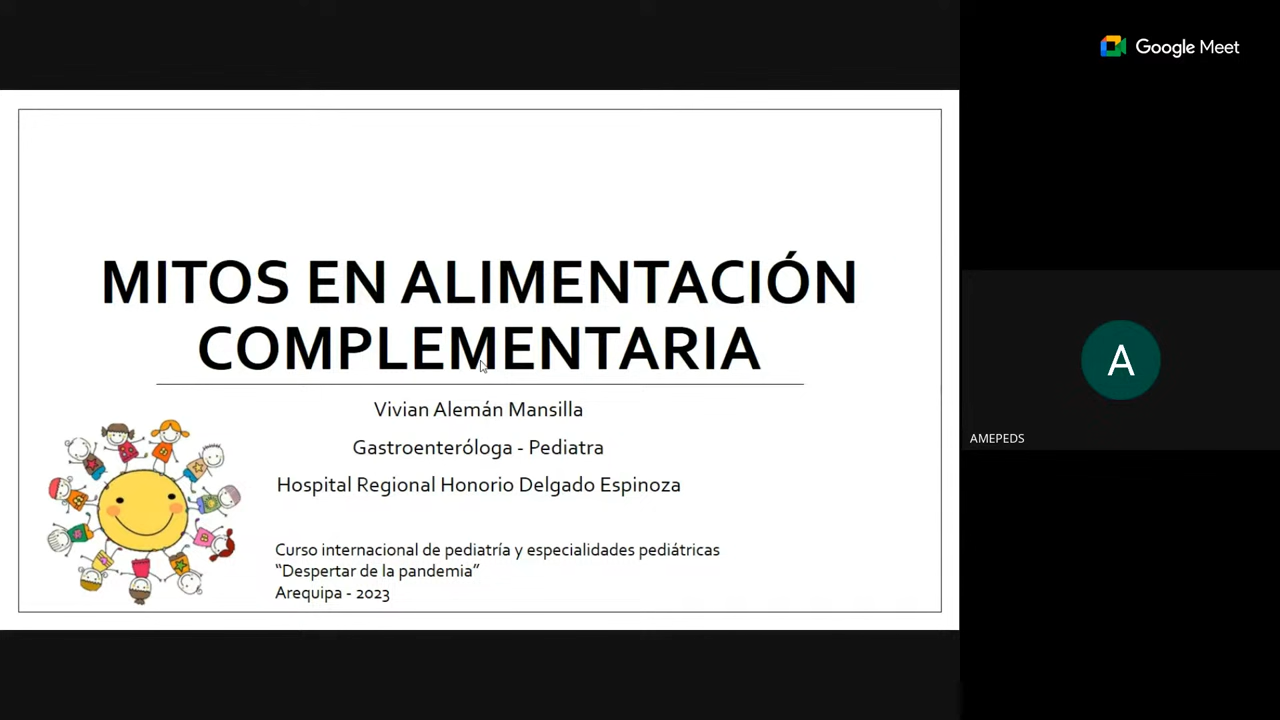 Google Meet
MITOS EN ALIMENTACIÓN
COMPLEMENTARIA
Vivian Alemán Mansilla
Gastroenteróloga - Pediatra
Hospital Regional Honorio Delgado Espinoza
Curso internacional de pediatría y especialidades pediátricas
“Despertar de la pandemia”
Arequipa - 2023
A
AMEPEDS